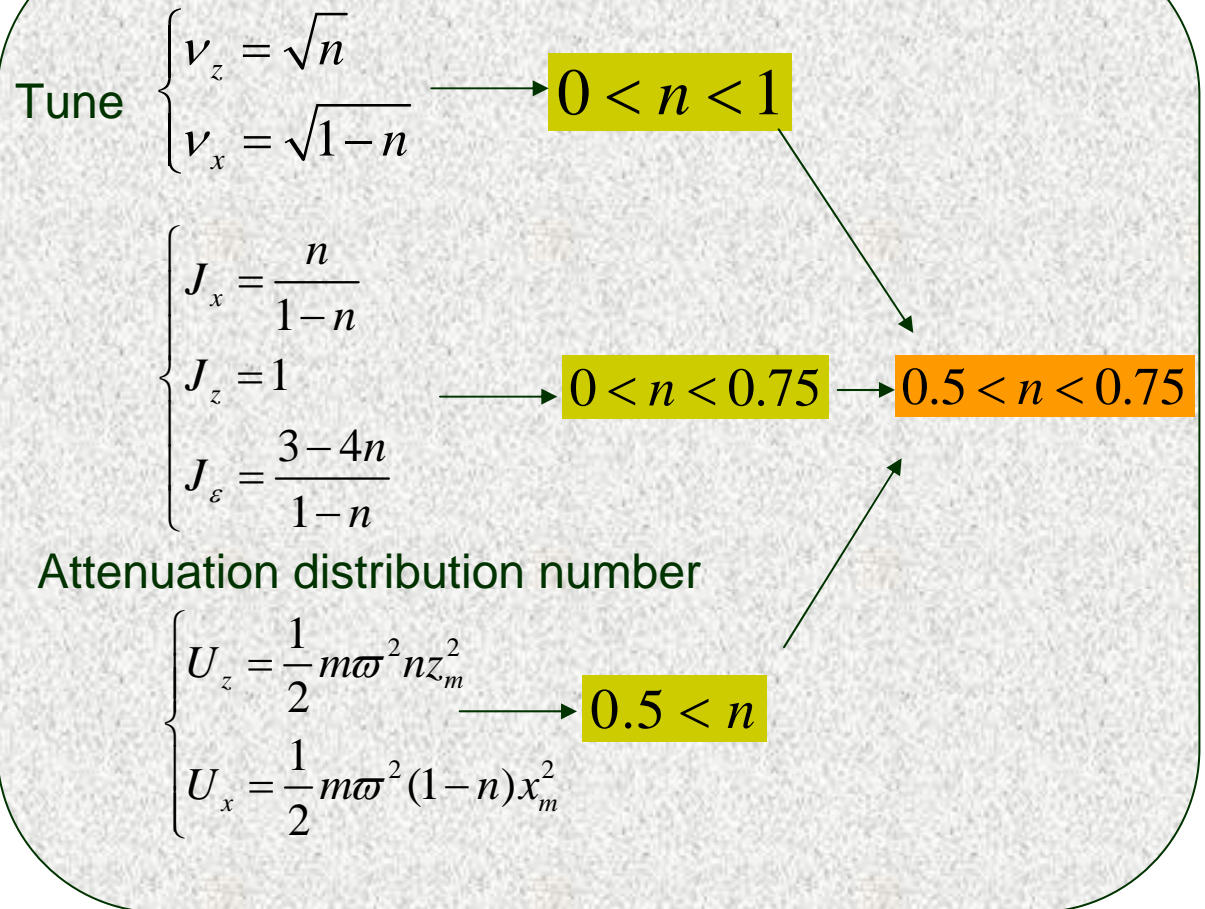 Tune
ν_z = √n
ν_x = √(1 − n)
0 < n < 1
J_x = n / (1 − n)
J_z = 1
J_ε = (3 − 4n) / (1 − n)
0 < n < 0.75
0.5 < n < 0.75
Attenuation distribution number
U_z = 1/2 mϖ² n z_m²
U_x = 1/2 mϖ² (1 − n) x_m²
0.5 < n